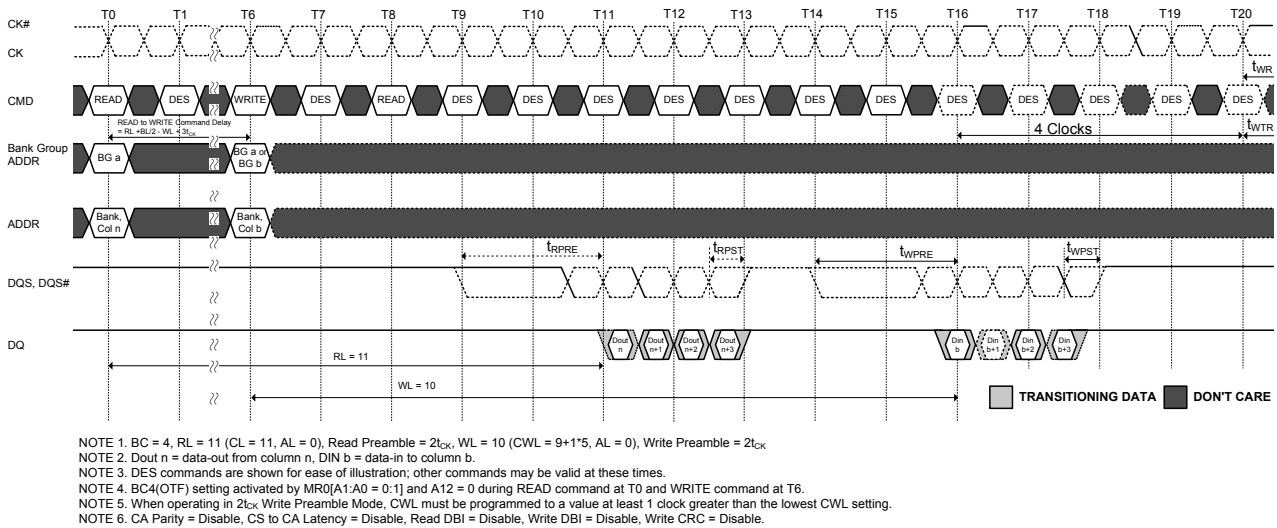 T0 T1 T6 T7 T8 T9 T10 T11 T12 T13 T14 T15 T16 T17 T18 T19 T20
CK#
CK
tWR
CMD READ DES WRITE DES READ DES DES DES DES DES DES DES DES DES DES DES DES
READ to WRITE Command Delay
= RL +BL/2 - WL + 3tCK
4 Clocks
tWTR
Bank Group
ADDR
BG a
BG a or
BG b
ADDR
Bank,
Col n
Bank,
Col b
tRPRE tRPST tWPRE tWPST
DQS, DQS#
DQ
Dout
n
Dout
n+1
Dout
n+2
Dout
n+3
Din
b
Din
b+1
Din
b+2
Din
b+3
RL = 11
WL = 10
TRANSITIONING DATA DON'T CARE
NOTE 1. BC = 4, RL = 11 (CL = 11, AL = 0), Read Preamble = 2tCK, WL = 10 (CWL = 9+1*5, AL = 0), Write Preamble = 2tCK
NOTE 2. Dout n = data-out from column n, DIN b = data-in to column b.
NOTE 3. DES commands are shown for ease of illustration; other commands may be valid at these times.
NOTE 4. BC4(OTF) setting activated by MR0[A1:A0 = 0:1] and A12 = 0 during READ command at T0 and WRITE command at T6.
NOTE 5. When operating in 2tCK Write Preamble Mode, CWL must be programmed to a value at least 1 clock greater than the lowest CWL setting.
NOTE 6. CA Parity = Disable, CS to CA Latency = Disable, Read DBI = Disable, Write DBI = Disable, Write CRC = Disable.